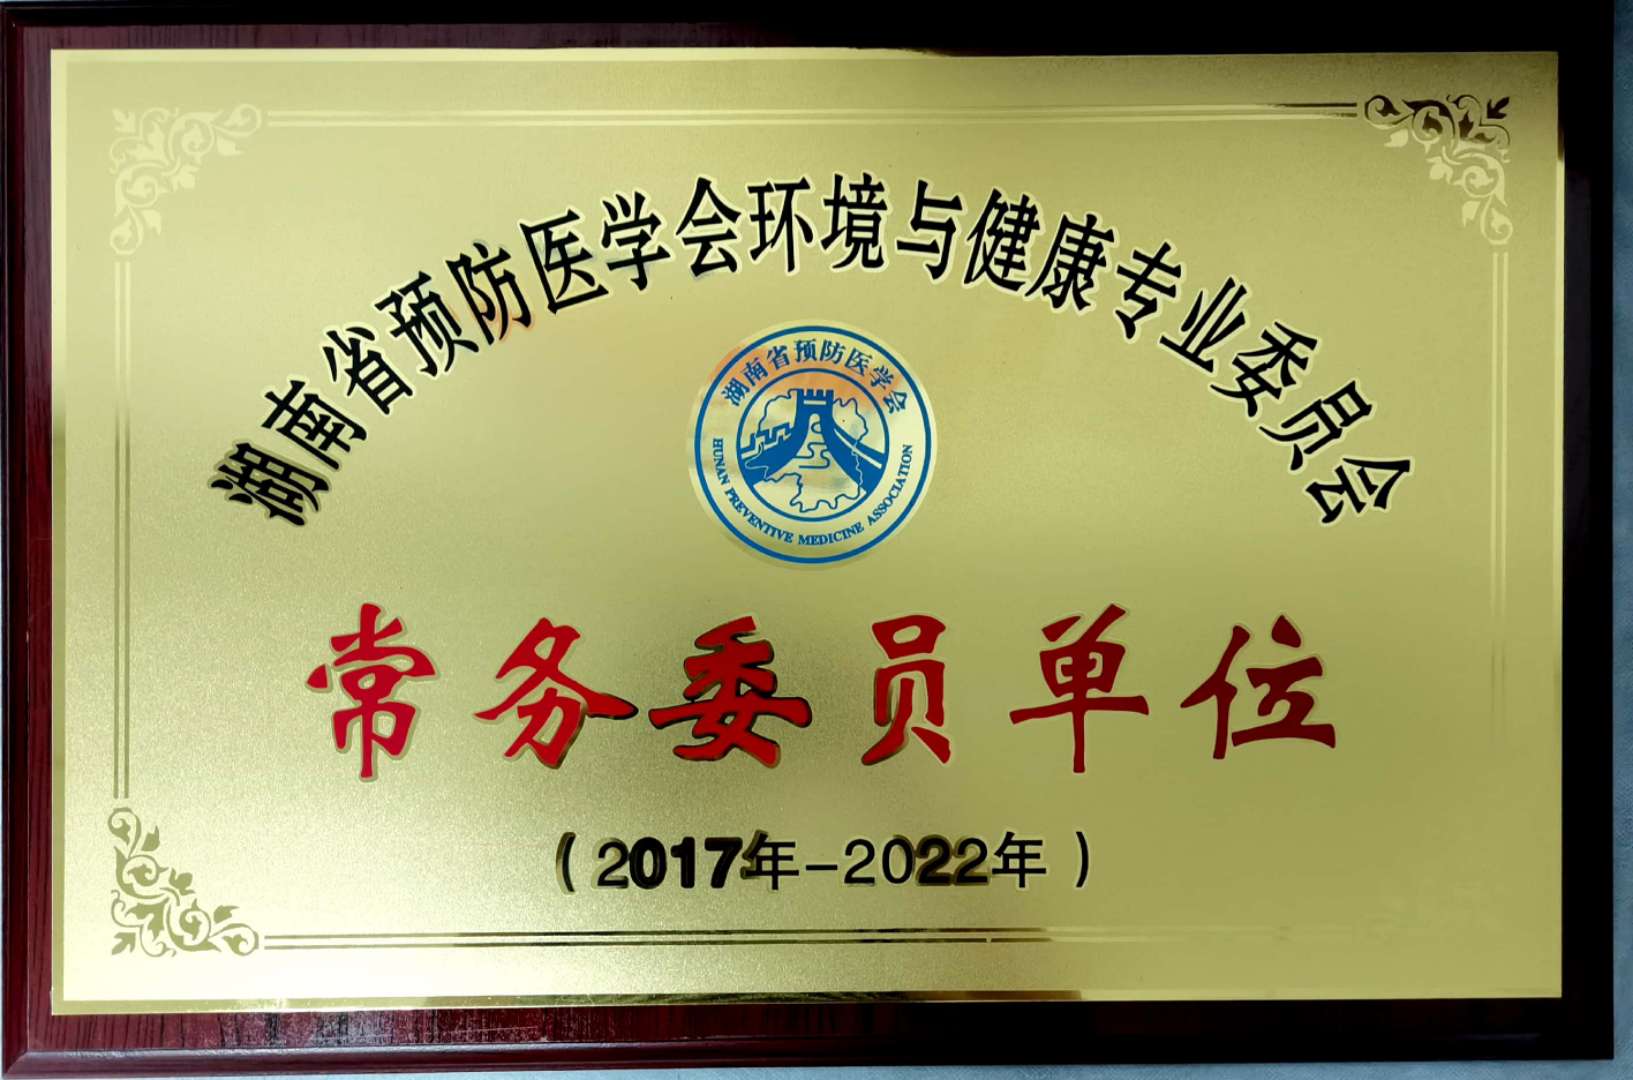 湖南省预防医学会环境与健康专业委员会
湖南省预防医学会
HUNAN PREVENTIVE MEDICINE ASSOCIATION
常务委员单位
（2017年-2022年）